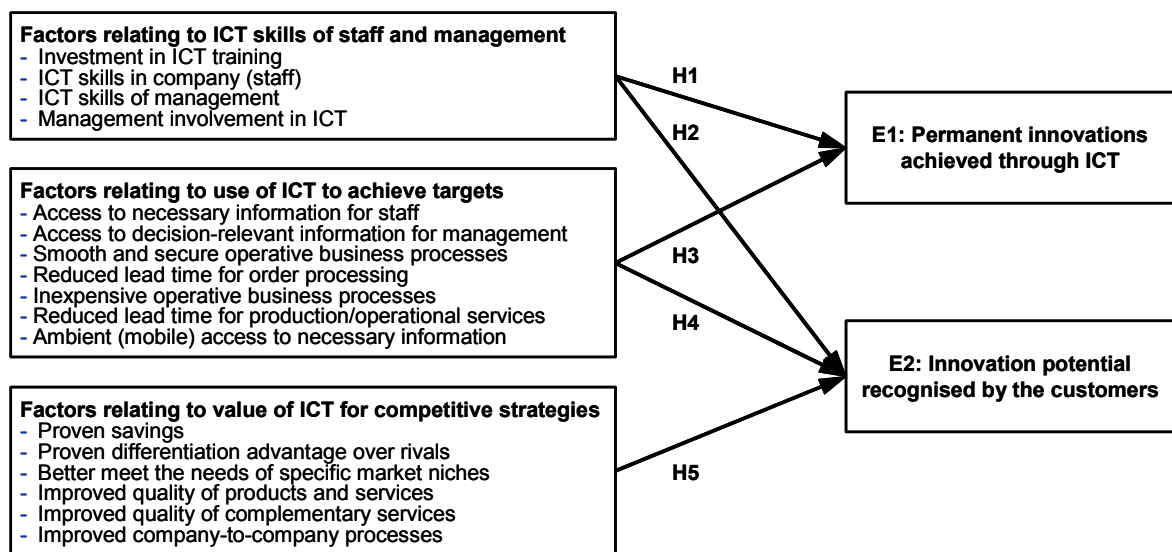 Factors relating to ICT skills of staff and management
- Investment in ICT training
- ICT skills in company (staff)
- ICT skills of management
- Management involvement in ICT
Factors relating to use of ICT to achieve targets
- Access to necessary information for staff
- Access to decision-relevant information for management
- Smooth and secure operative business processes
- Reduced lead time for order processing
- Inexpensive operative business processes
- Reduced lead time for production/operational services
- Ambient (mobile) access to necessary information
Factors relating to value of ICT for competitive strategies
- Proven savings
- Proven differentiation advantage over rivals
- Better meet the needs of specific market niches
- Improved quality of products and services
- Improved quality of complementary services
- Improved company-to-company processes
H1
H2
H3
H4
H5
E1: Permanent innovations
achieved through ICT
E2: Innovation potential
recognised by the customers